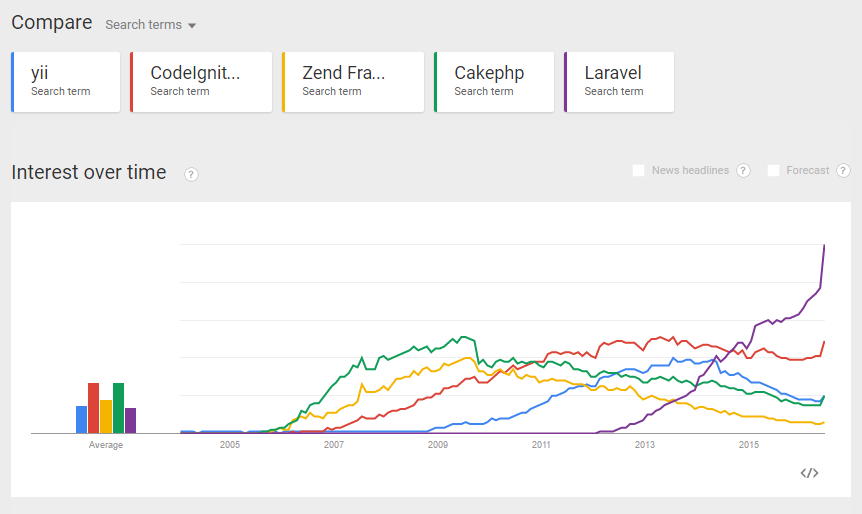 Compare Search terms
yii CodeIgnit... Zend Fra... Cakephp Laravel
Search term Search term Search term Search term Search term
Interest over time ? News headlines ? Forecast ?
Average 2005 2007 2009 2011 2013 2015
</>